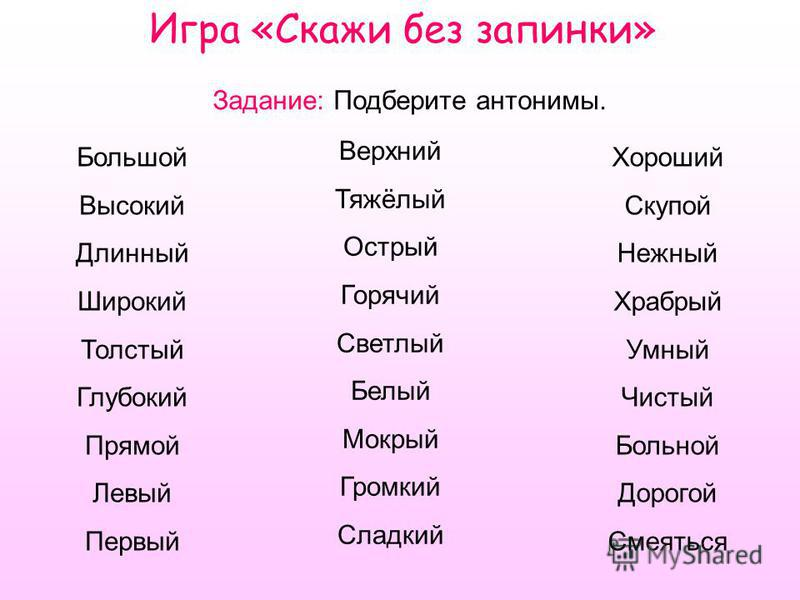 Игра «Скажи без запинки»
Задание: Подберите антонимы.
Большой
Высокий
Длинный
Широкий
Толстый
Глубокий
Прямой
Левый
Первый
Верхний
Тяжёлый
Острый
Горячий
Светлый
Белый
Мокрый
Громкий
Сладкий
Хороший
Скупой
Нежный
Храбрый
Умный
Чистый
Больной
Дорогой
Смеяться
MyShared